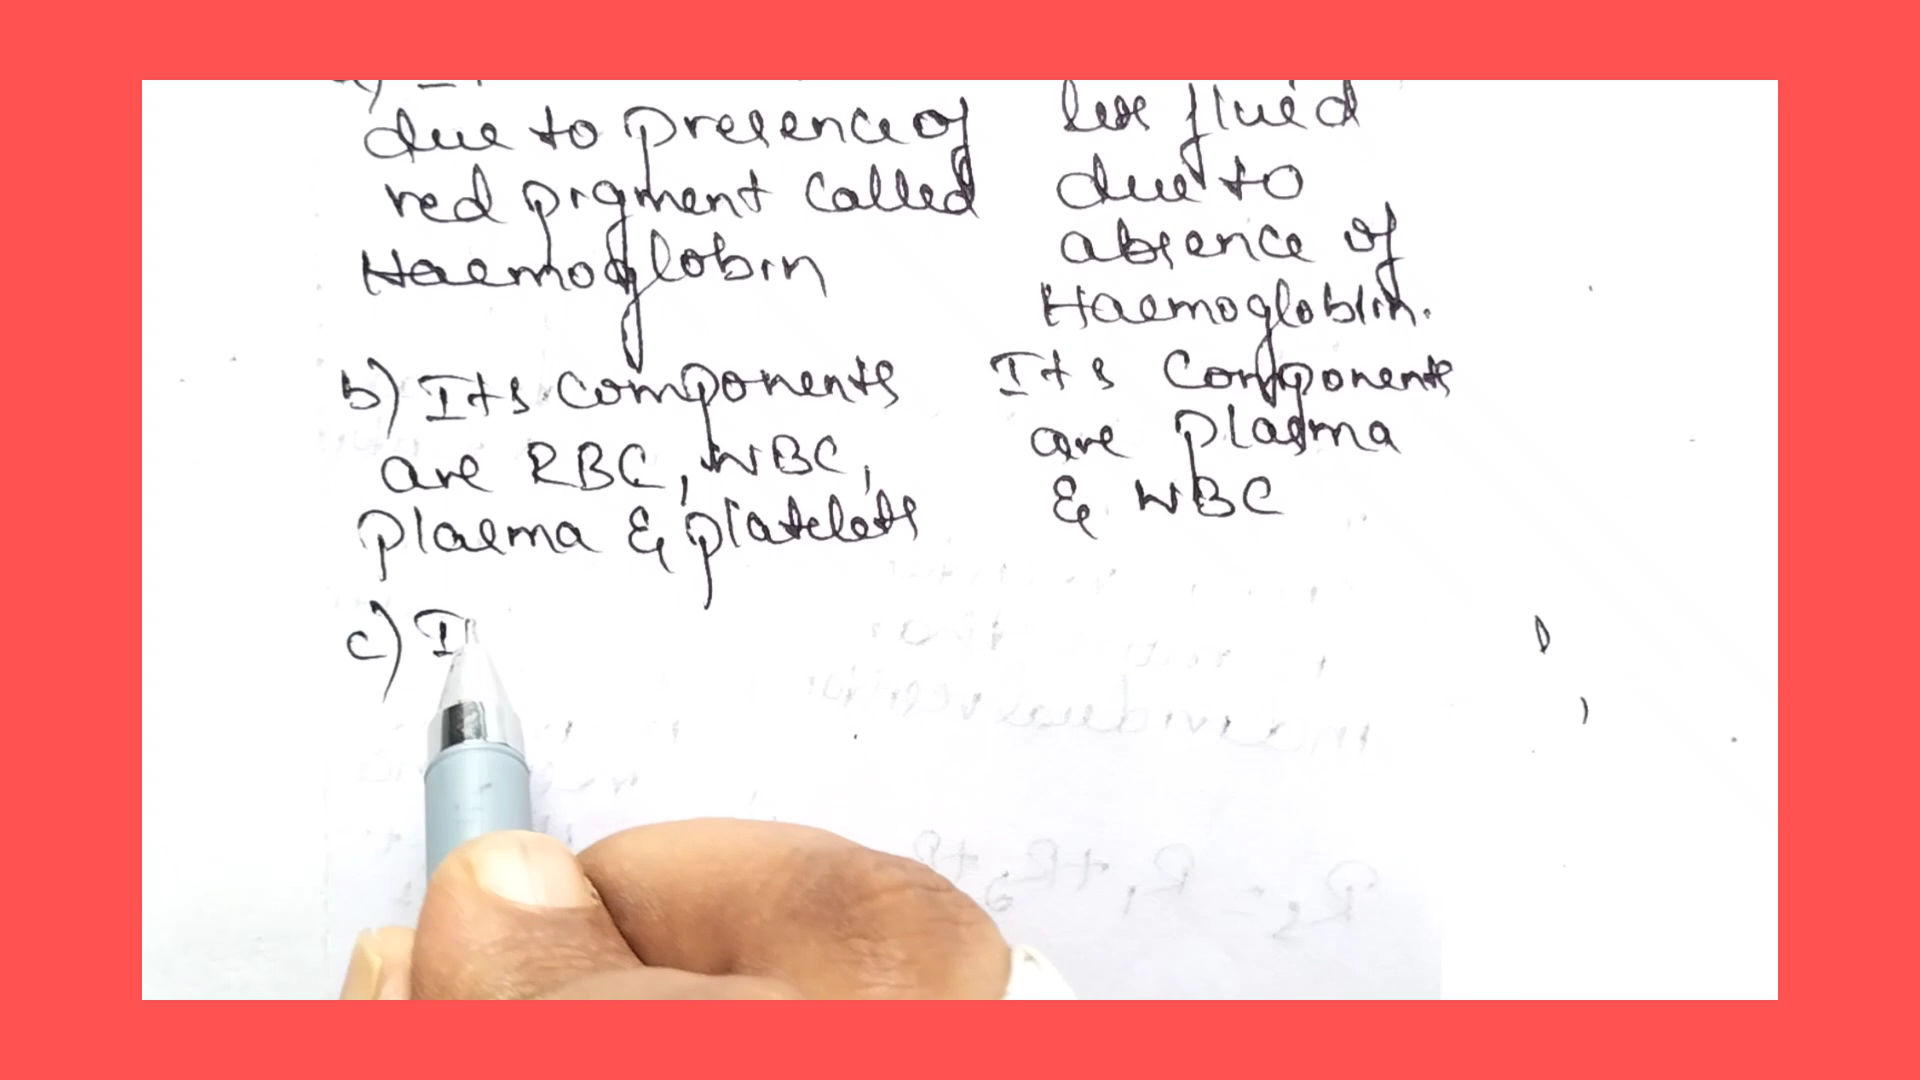 due to presence of
red pigment called
Haemoglobin
b) Its components
are RBC, WBC,
plasma & platelets
c) I
less fluid
due to
absence of
Haemogloblin.
Its components
are plasma
& WBC